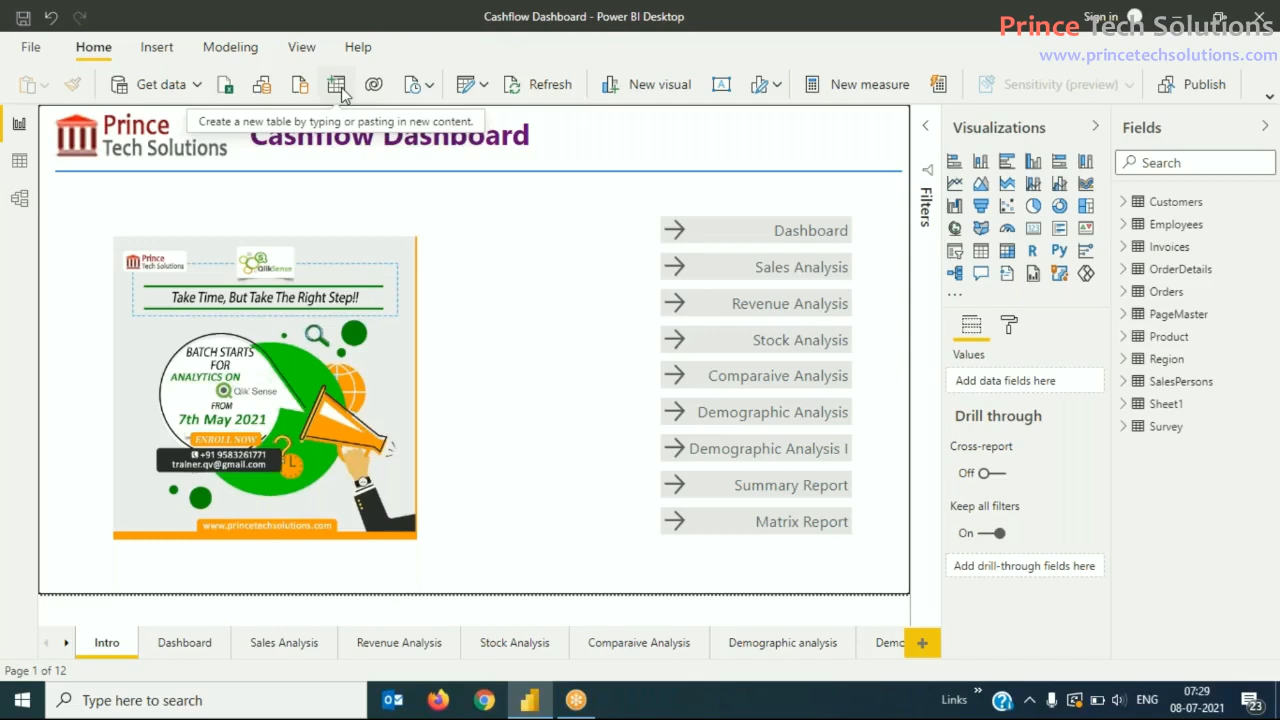 Cashflow Dashboard - Power BI Desktop
Sign in
Prince Tech Solutions
www.princetechsolutions.com
File
Home
Insert
Modeling
View
Help
Get data
Refresh
New visual
New measure
Sensitivity (preview)
Publish
Create a new table by typing or pasting in new content.
Prince
Tech Solutions
Cashflow Dashboard
Prince
Tech Solutions
QlikSense
Take Time, But Take The Right Step!!
BATCH STARTS
FOR
ANALYTICS ON
Qlik Sense
FROM
7th May 2021
ENROLL NOW
+91 9583261771
trainer.qv@gmail.com
www.princetechsolutions.com
Dashboard
Sales Analysis
Revenue Analysis
Stock Analysis
Comparaive Analysis
Demographic Analysis
Demographic Analysis I
Summary Report
Matrix Report
Filters
Visualizations
R
Py
123
Values
Add data fields here
Drill through
Cross-report
Off
Keep all filters
On
Add drill-through fields here
Fields
Search
Customers
Employees
Invoices
OrderDetails
Orders
PageMaster
Product
Region
SalesPersons
Sheet1
Survey
Intro
Dashboard
Sales Analysis
Revenue Analysis
Stock Analysis
Comparaive Analysis
Demographic analysis
Demo
Page 1 of 12
Type here to search
Links
ENG
07:29
08-07-2021
23